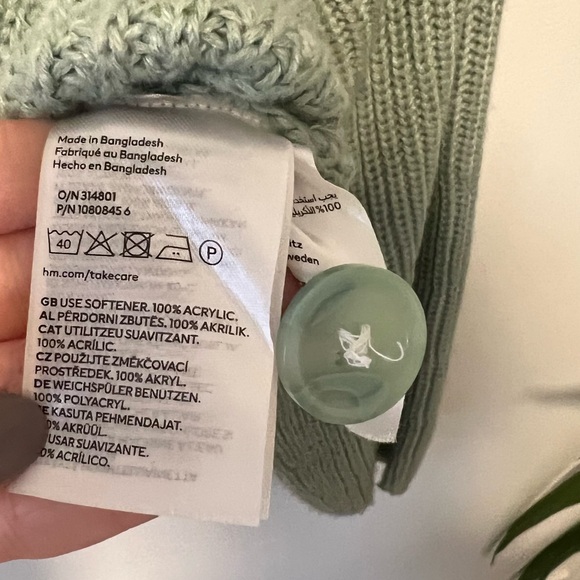 Made in Bangladesh
Fabriqué au Bangladesh
Hecho en Bangladesh
O/N 314801
P/N 1080845 6
40 P
hm.com/takecare
GB USE SOFTENER. 100% ACRYLIC.
AL PËRDORNI ZBUTËS. 100% AKRILIK.
CAT UTILITZEU SUAVITZANT.
100% ACRÍLIC.
CZ POUŽIJTE ZMĚKČOVACÍ
PROSTŘEDEK. 100% AKRYL.
DE WEICHSPÜLER BENUTZEN.
100% POLYACRYL.
KASUTA PEHMENDAJAT.
AKRÜÜL.
USAR SUAVIZANTE.
ACRÍLICO.
يجب
100%
weden